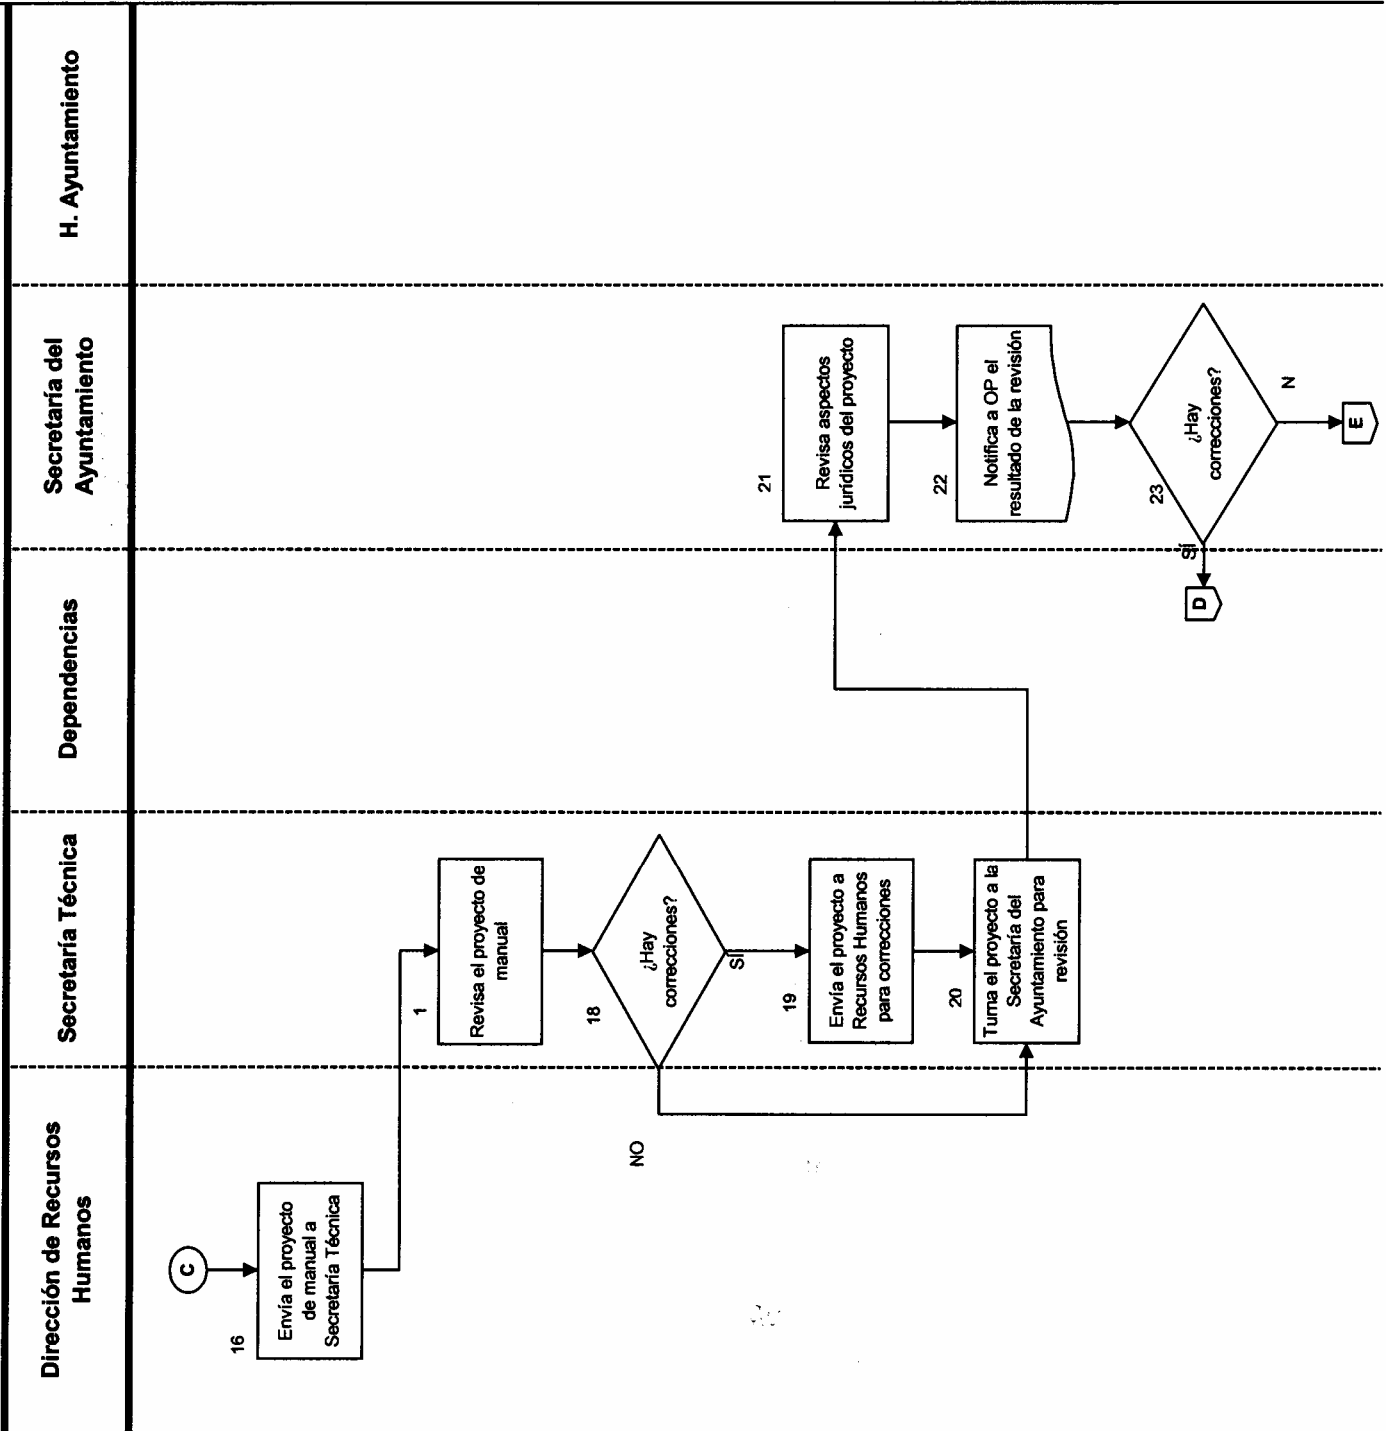 Dirección de Recursos
Humanos
Secretaría Técnica
Dependencias
Secretaría del
Ayuntamiento
H. Ayuntamiento
C
16
Envía el proyecto
de manual a
Secretaría Técnica
1
Revisa el proyecto de
manual
18
¿Hay
correcciones?
NO
SÍ
19
Envía el proyecto a
Recursos Humanos
para correcciones
20
Turna el proyecto a la
Secretaría del
Ayuntamiento para
revisión
21
Revisa aspectos
jurídicos del proyecto
22
Notifica a OP el
resultado de la revisión
23
¿Hay
correcciones?
SÍ
D
N
E